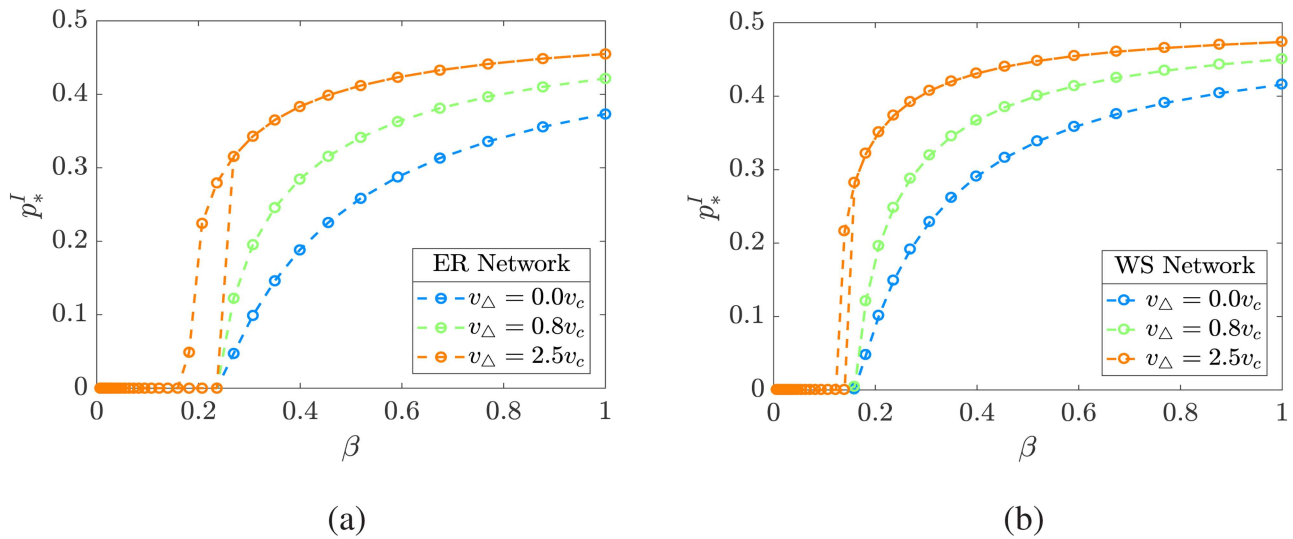 0.5
0.4
0.3
0.2
0.1
0
p_*^I
0 0.2 0.4 0.6 0.8 1
β
ER Network
v_△ = 0.0v_c
v_△ = 0.8v_c
v_△ = 2.5v_c
(a)
0.5
0.4
0.3
0.2
0.1
0
p_*^I
0 0.2 0.4 0.6 0.8 1
β
WS Network
v_△ = 0.0v_c
v_△ = 0.8v_c
v_△ = 2.5v_c
(b)